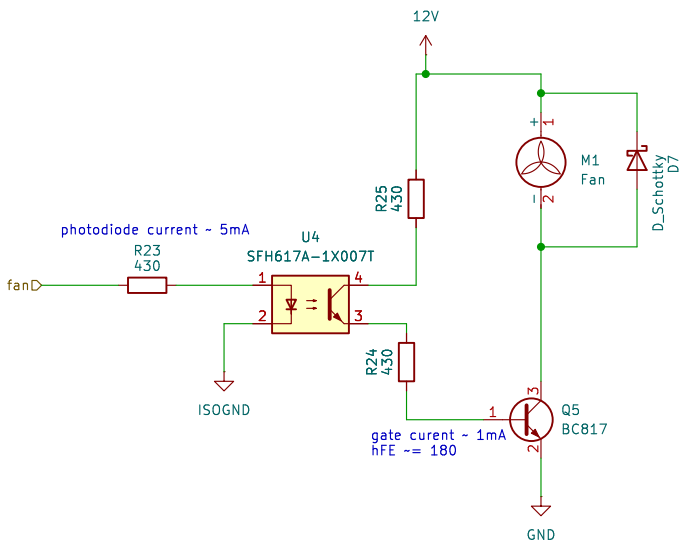 12V
1
+
M1
Fan
−
2
D_Schottky
D7
R25
430
photodiode current ~ 5mA
R23
430
U4
SFH617A-1X007T
fan
1
4
2
3
R24
430
ISOGND
3
1
Q5
BC817
2
gate curent ~ 1mA
hFE ~= 180
GND